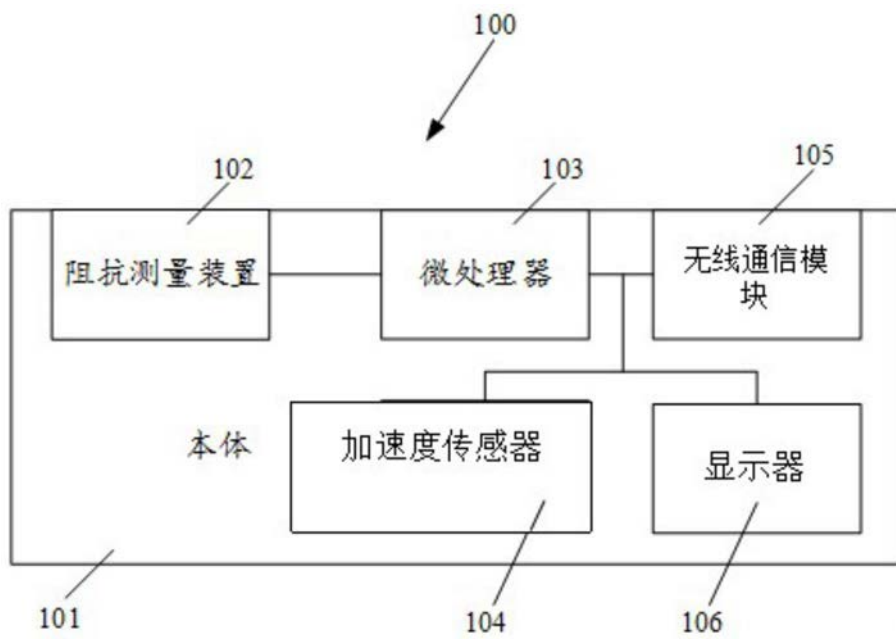 100
102
103
105
阻抗测量装置
微处理器
无线通信模
块
本体
加速度传感器
显示器
101
104
106